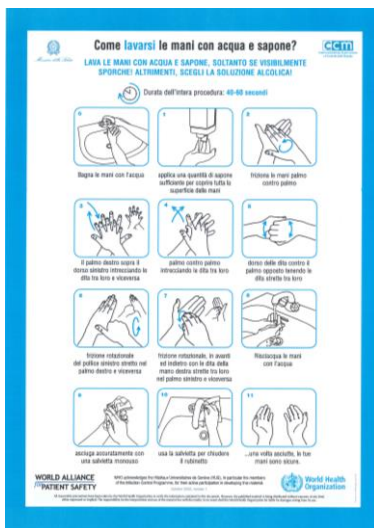 Come lavarsi le mani con acqua e sapone?
LAVA LE MANI CON ACQUA E SAPONE, SOLTANTO SE VISIBILMENTE
SPORCHE! ALTRIMENTI, SCEGLI LA SOLUZIONE ALCOLICA!
ccm
Durata dell'intera procedura: 40-60 secondi
0
1
2
Bagna le mani con l'acqua
applica una quantità di sapone
sufficiente per coprire tutta la
superficie delle mani
friziona le mani palmo
contro palmo
3
4
5
il palmo destro sopra il
dorso sinistro intrecciando le
dita tra loro e viceversa
palmo contro palmo
intrecciando le dita tra loro
dorso delle dita contro il
palmo opposto tenendo le
dita strette tra loro
6
7
8
frizione rotazionale
del pollice sinistro stretto nel
palmo destro e viceversa
frizione rotazionale, in avanti
ed indietro con le dita della
mano destra strette tra loro
nel palmo sinistro e viceversa
Risciacqua le mani
con l'acqua
9
10
11
asciuga accuratamente con
una salvietta monouso
usa la salvietta per chiudere
il rubinetto
...una volta asciutte, le tue
mani sono sicure.
WORLD ALLIANCE
for PATIENT SAFETY
World Health
Organization